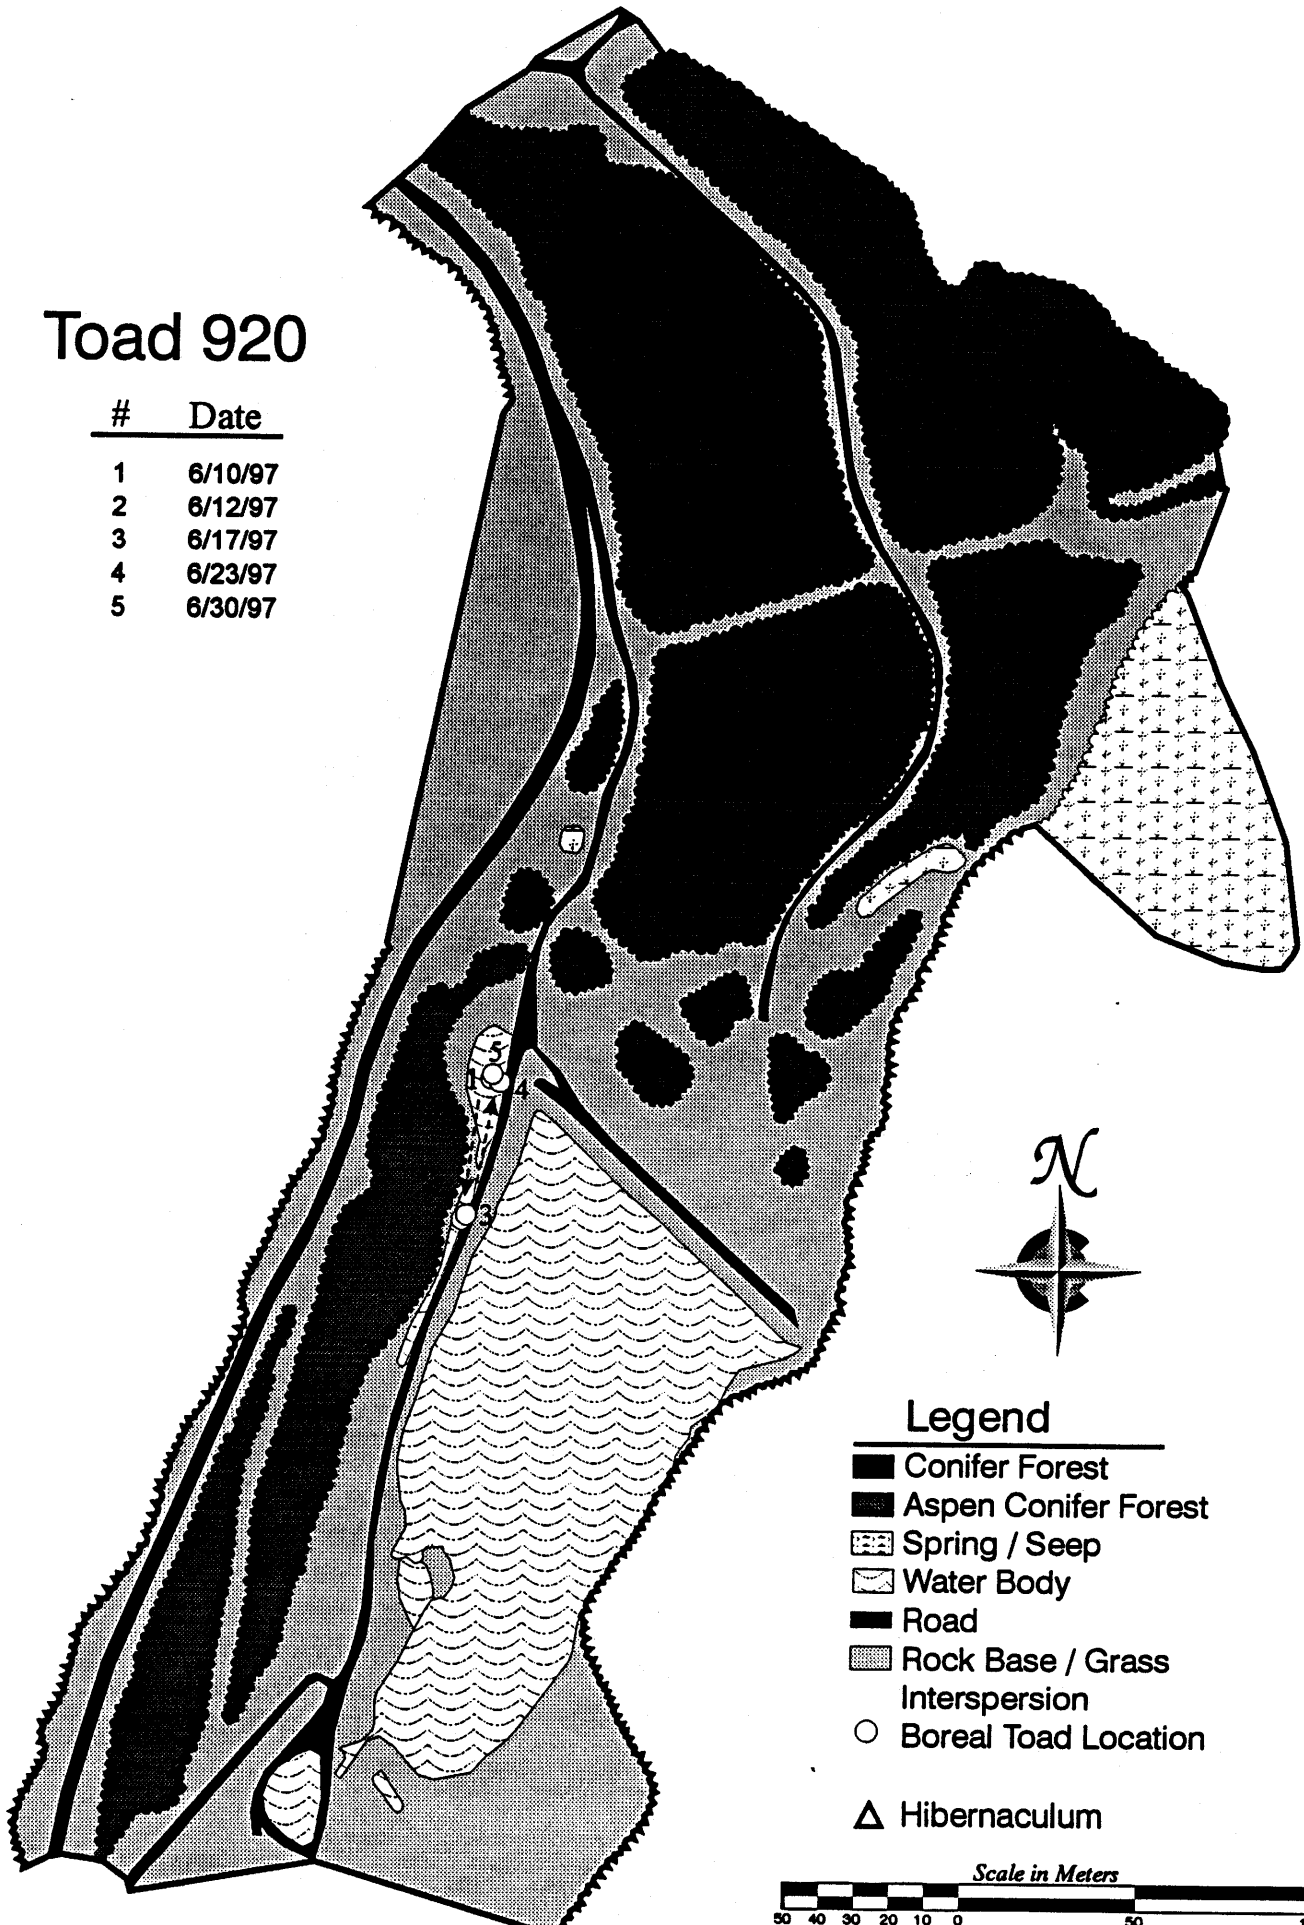 Toad 920
# Date
1 6/10/97
2 6/12/97
3 6/17/97
4 6/23/97
5 6/30/97
5
1
4
3
N
Legend
Conifer Forest
Aspen Conifer Forest
Spring / Seep
Water Body
Road
Rock Base / Grass
Interspersion
Boreal Toad Location
Hibernaculum
Scale in Meters
50 40 30 20 10 0 50